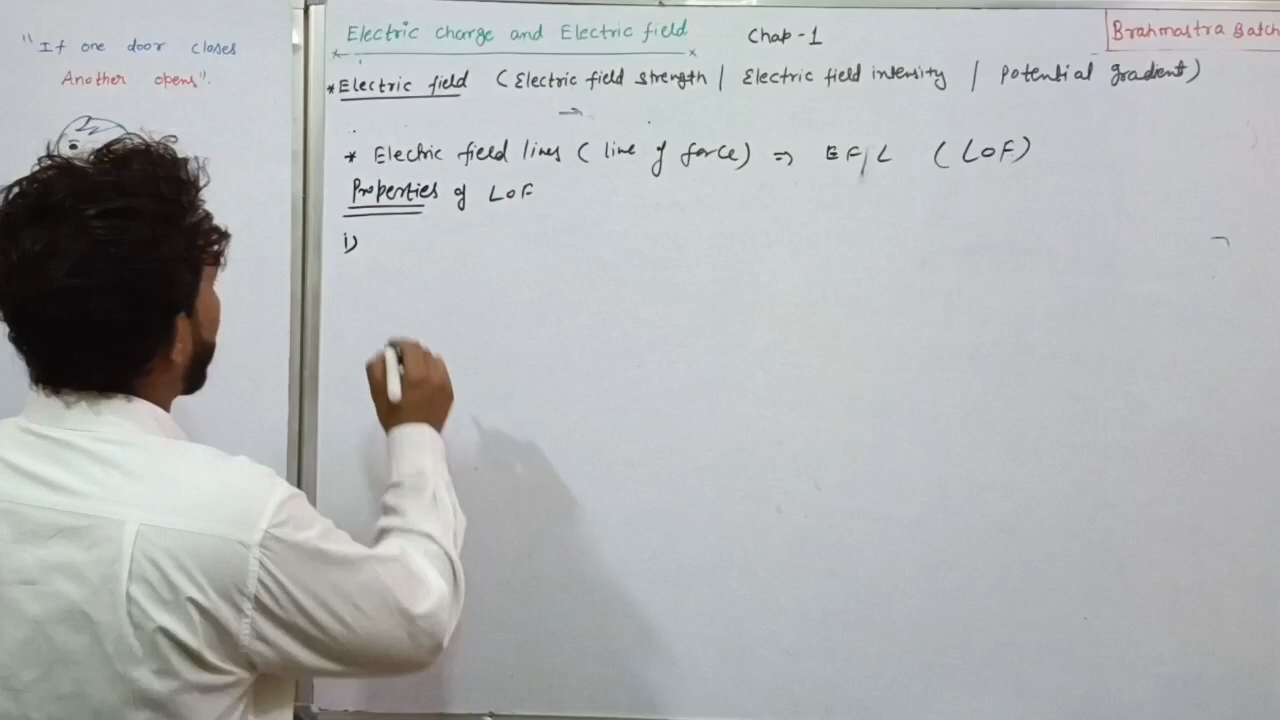 "If one door closes
Another opens".
Electric charge and Electric field Chap-1
Brahmastra Batch
*Electric field (Electric field strength | Electric field intensity | Potential gradient)
* Electric field lines (line of force) ⇒ EF/L (LOF)
Properties of LOF
i)